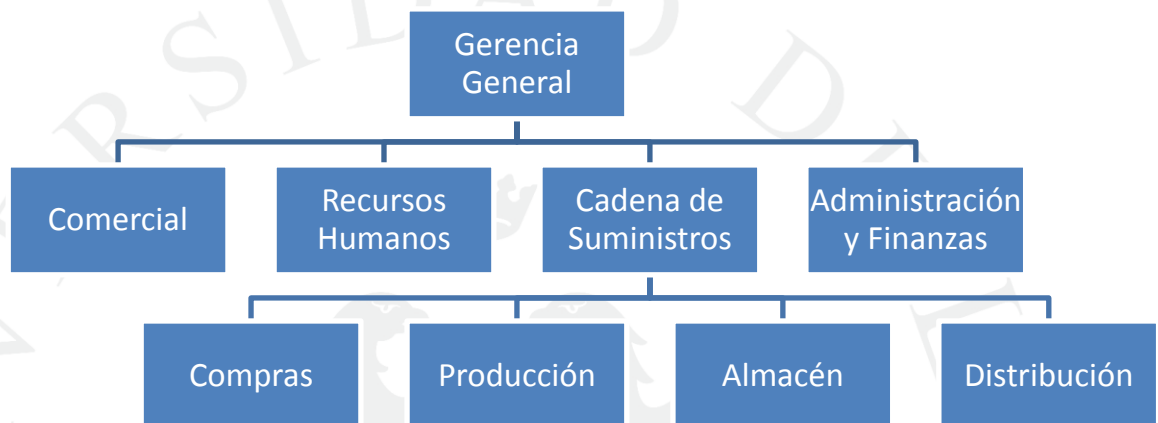 Gerencia
General
Comercial
Recursos
Humanos
Cadena de
Suministros
Administración
y Finanzas
Compras
Producción
Almacén
Distribución